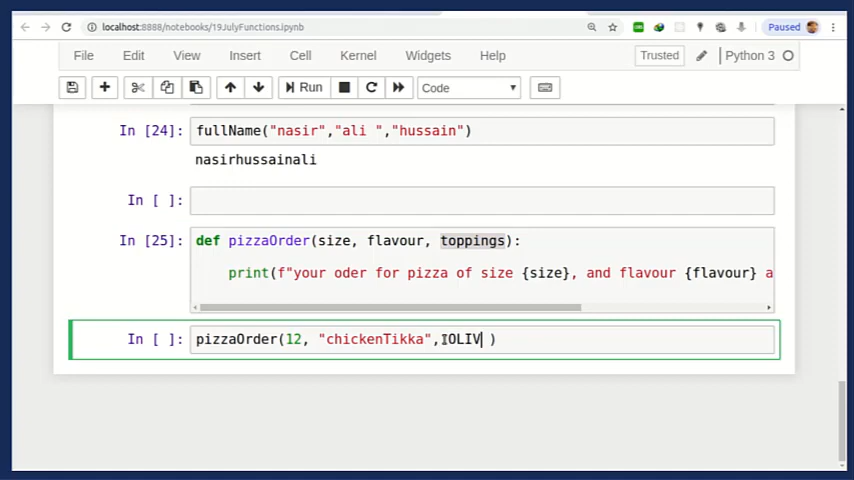 localhost:8888/notebooks/19JulyFunctions.ipynb
Paused
File Edit View Insert Cell Kernel Widgets Help Trusted Python 3
Run Code
In [24]: fullName("nasir","ali ","hussain")
nasirhussainali
In [ ]:
In [25]: def pizzaOrder(size, flavour, toppings):
print(f"your oder for pizza of size {size}, and flavour {flavour} a
In [ ]: pizzaOrder(12, "chickenTikka", OLIV )